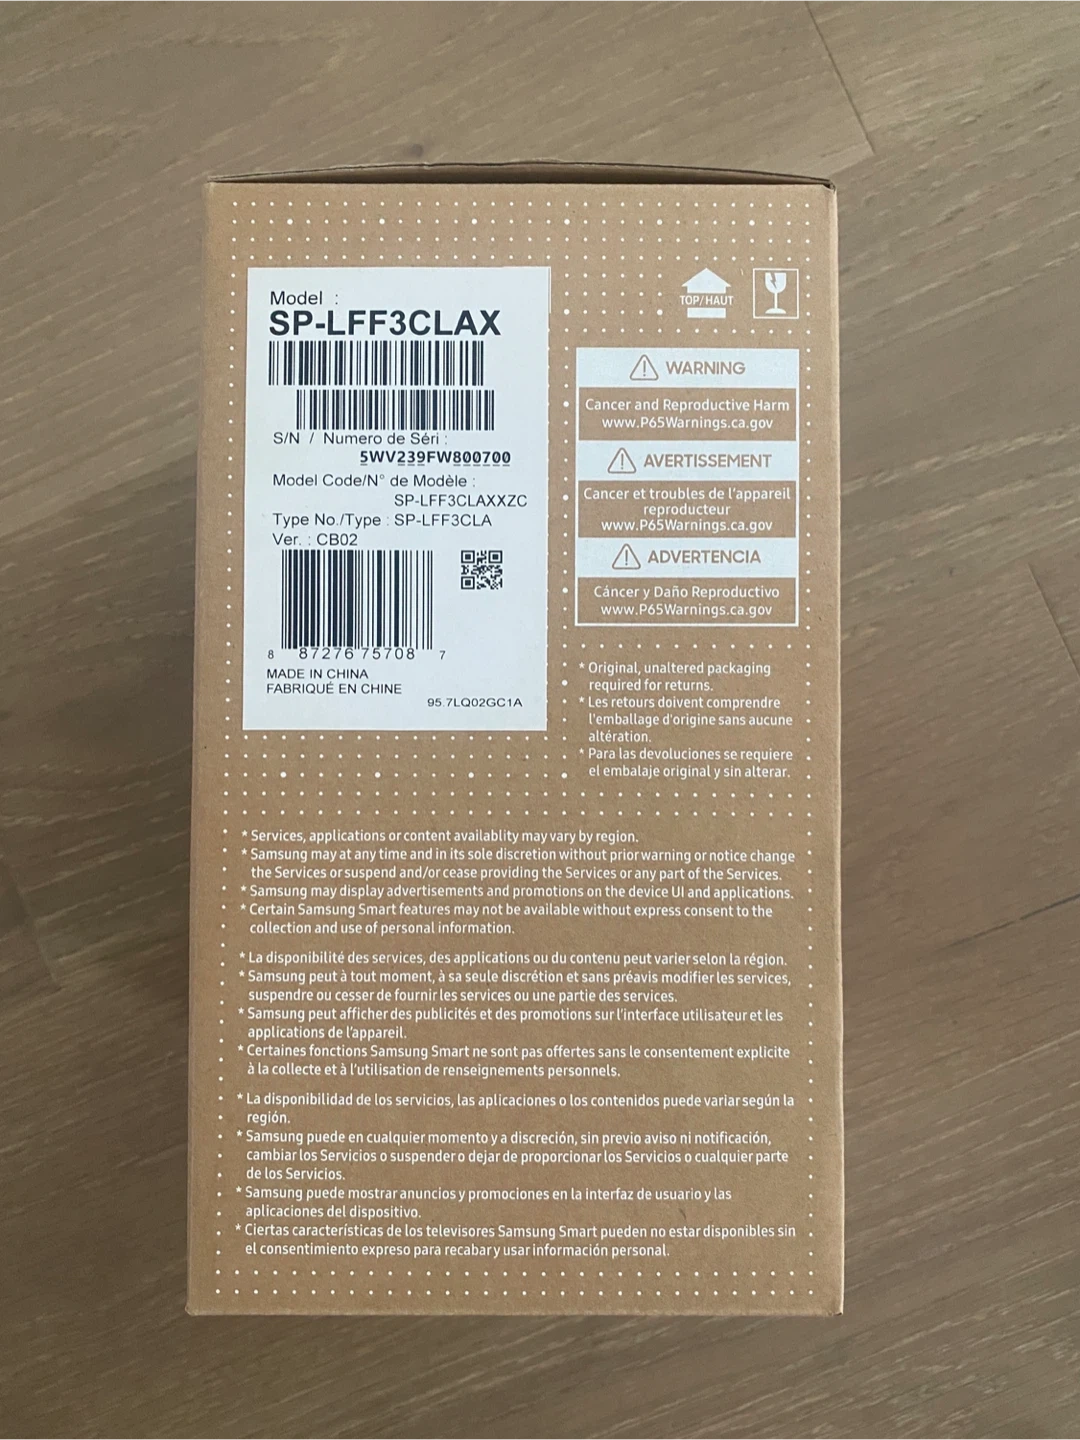 Model :
SP-LFF3CLAX
S/N / Numero de Séri :
5WV239FW800700
Model Code/N° de Modèle :
SP-LFF3CLAXXZC
Type No./Type : SP-LFF3CLA
Ver. : CB02
8 87276 75708 7
MADE IN CHINA
FABRIQUÉ EN CHINE
95.7LQ02GC1A
TOP/HAUT
WARNING
Cancer and Reproductive Harm
www.P65Warnings.ca.gov
AVERTISSEMENT
Cancer et troubles de l'appareil
reproducteur
www.P65Warnings.ca.gov
ADVERTENCIA
Cáncer y Daño Reproductivo
www.P65Warnings.ca.gov
* Original, unaltered packaging
required for returns.
* Les retours doivent comprendre
l'emballage d'origine sans aucune
altération.
* Para las devoluciones se requiere
el embalaje original y sin alterar.
* Services, applications or content availablity may vary by region.
* Samsung may at any time and in its sole discretion without prior warning or notice change
the Services or suspend and/or cease providing the Services or any part of the Services.
* Samsung may display advertisements and promotions on the device UI and applications.
* Certain Samsung Smart features may not be available without express consent to the
collection and use of personal information.
* La disponibilité des services, des applications ou du contenu peut varier selon la région.
* Samsung peut à tout moment, à sa seule discrétion et sans préavis modifier les services,
suspendre ou cesser de fournir les services ou une partie des services.
* Samsung peut afficher des publicités et des promotions sur l'interface utilisateur et les
applications de l'appareil.
* Certaines fonctions Samsung Smart ne sont pas offertes sans le consentement explicite
à la collecte et à l'utilisation de renseignements personnels.
* La disponibilidad de los servicios, las aplicaciones o los contenidos puede variar según la
región.
* Samsung puede en cualquier momento y a discreción, sin previo aviso ni notificación,
cambiar los Servicios o suspender o dejar de proporcionar los Servicios o cualquier parte
de los Servicios.
* Samsung puede mostrar anuncios y promociones en la interfaz de usuario y las
aplicaciones del dispositivo.
* Ciertas características de los televisores Samsung Smart pueden no estar disponibles sin
el consentimiento expreso para recabar y usar información personal.